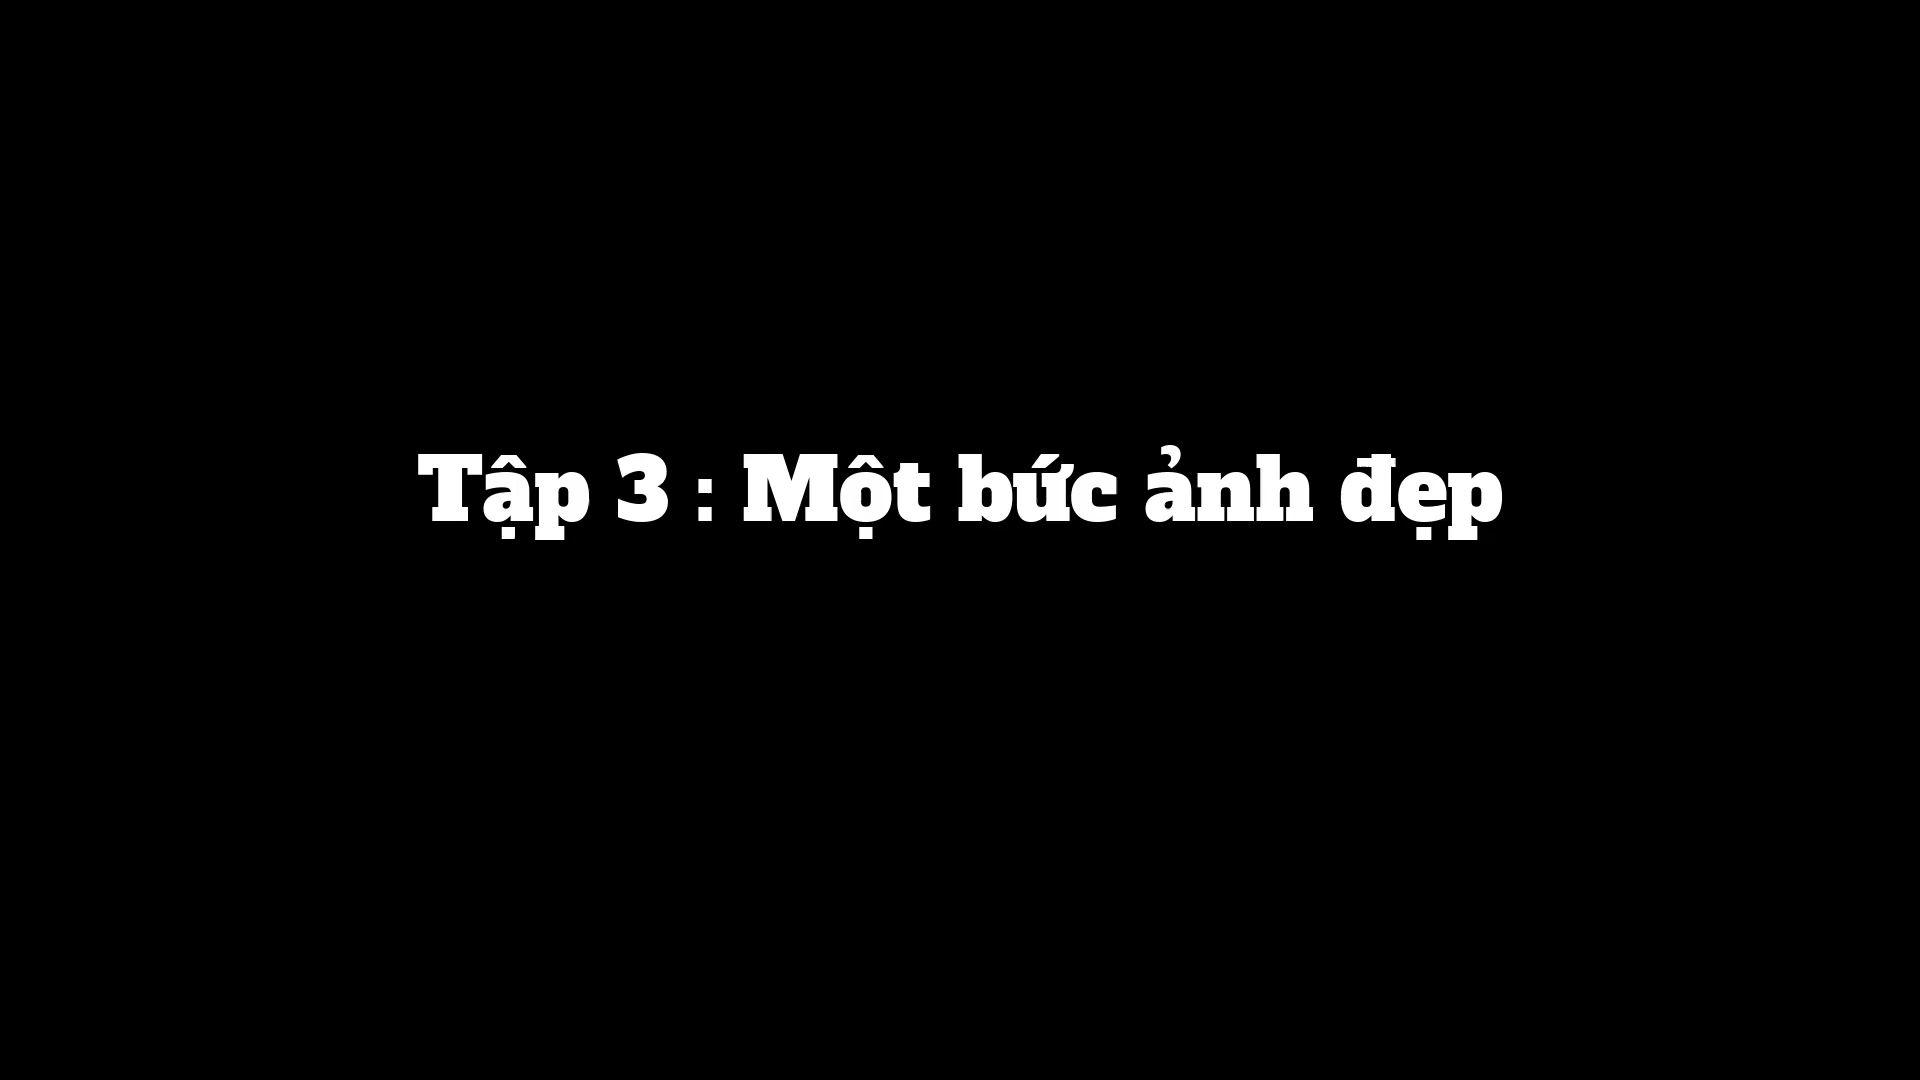 Tập 3 : Một bức ảnh đẹp